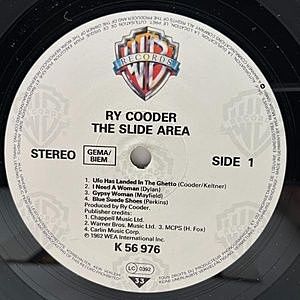 WB
RECORDS
RY COODER
THE SLIDE AREA
STEREO GEMA/ BIEM SIDE 1
1. Ufo Has Landed In The Ghetto (Cooder/Keltner)
2. I Need A Woman (Dylan)
3. Gypsy Woman (Mayfield)
4. Blue Suede Shoes (Perkins)
Produced by Ry Cooder.
Publisher credits:
1. Chappell Music Ltd.
2. Warner Bros. Music Ltd. 3. MCPS (H. Fox)
4. Carlin Music Corp.
℗ 1982 WEA International Inc.
K 56 976
LC 0392
33